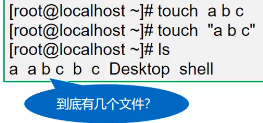 [root@localhost ~]# touch  a b c
[root@localhost ~]# touch  "a b c"
[root@localhost ~]# ls
a  a b c  b  c  Desktop  shell
到底有几个文件?